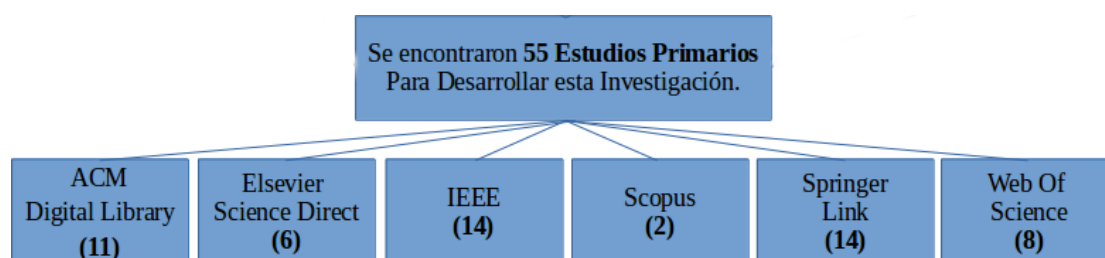 Se encontraron 55 Estudios Primarios
Para Desarrollar esta Investigación.
ACM
Digital Library
(11)
Elsevier
Science Direct
(6)
IEEE
(14)
Scopus
(2)
Springer
Link
(14)
Web Of
Science
(8)